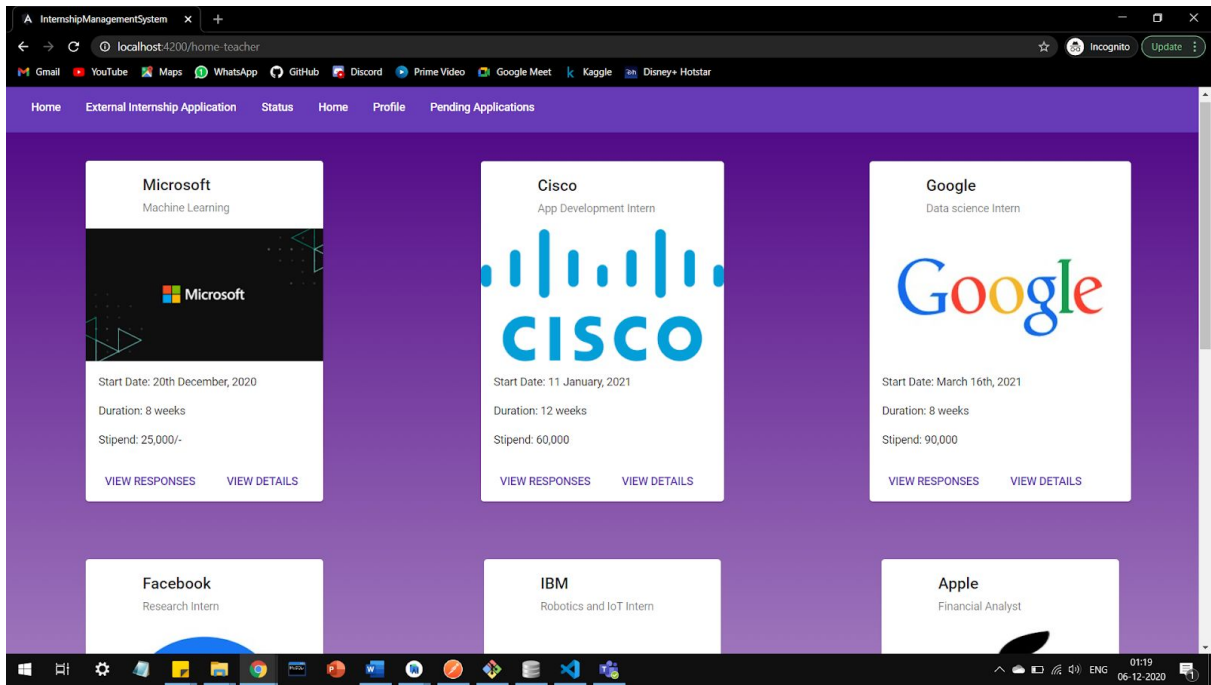 InternshipManagementSystem
localhost:4200/home-teacher
Incognito
Update
Gmail YouTube Maps WhatsApp GitHub Discord Prime Video Google Meet Kaggle Disney+ Hotstar
Home External Internship Application Status Home Profile Pending Applications
Microsoft
Machine Learning
Microsoft
Start Date: 20th December, 2020
Duration: 8 weeks
Stipend: 25,000/-
VIEW RESPONSES VIEW DETAILS
Cisco
App Development Intern
CISCO
Start Date: 11 January, 2021
Duration: 12 weeks
Stipend: 60,000
VIEW RESPONSES VIEW DETAILS
Google
Data science Intern
Google
Start Date: March 16th, 2021
Duration: 8 weeks
Stipend: 90,000
VIEW RESPONSES VIEW DETAILS
Facebook
Research Intern
IBM
Robotics and IoT Intern
Apple
Financial Analyst
ENG
01:19
06-12-2020